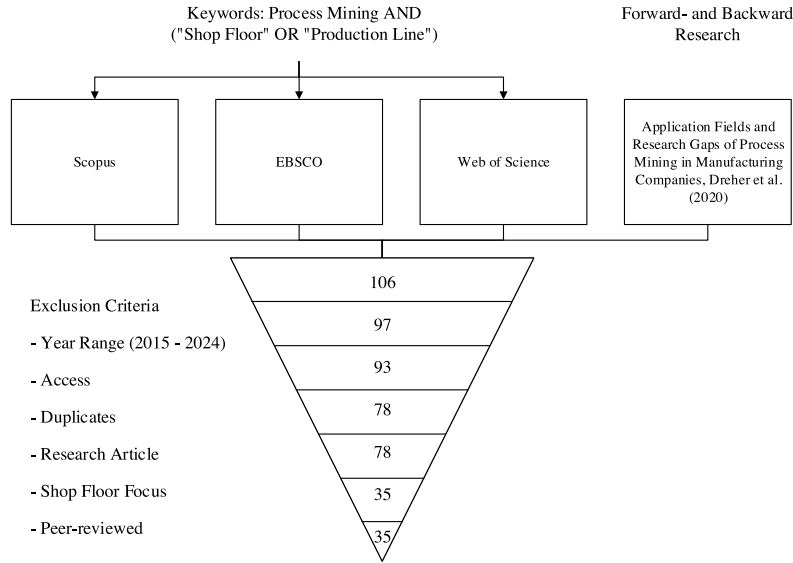 Keywords: Process Mining AND
("Shop Floor" OR "Production Line")
Forward- and Backward
Research
Scopus
EBSCO
Web of Science
Application Fields and
Research Gaps of Process
Mining in Manufacturing
Companies, Dreher et al.
(2020)
106
97
93
78
78
35
35
Exclusion Criteria
- Year Range (2015 - 2024)
- Access
- Duplicates
- Research Article
- Shop Floor Focus
- Peer-reviewed